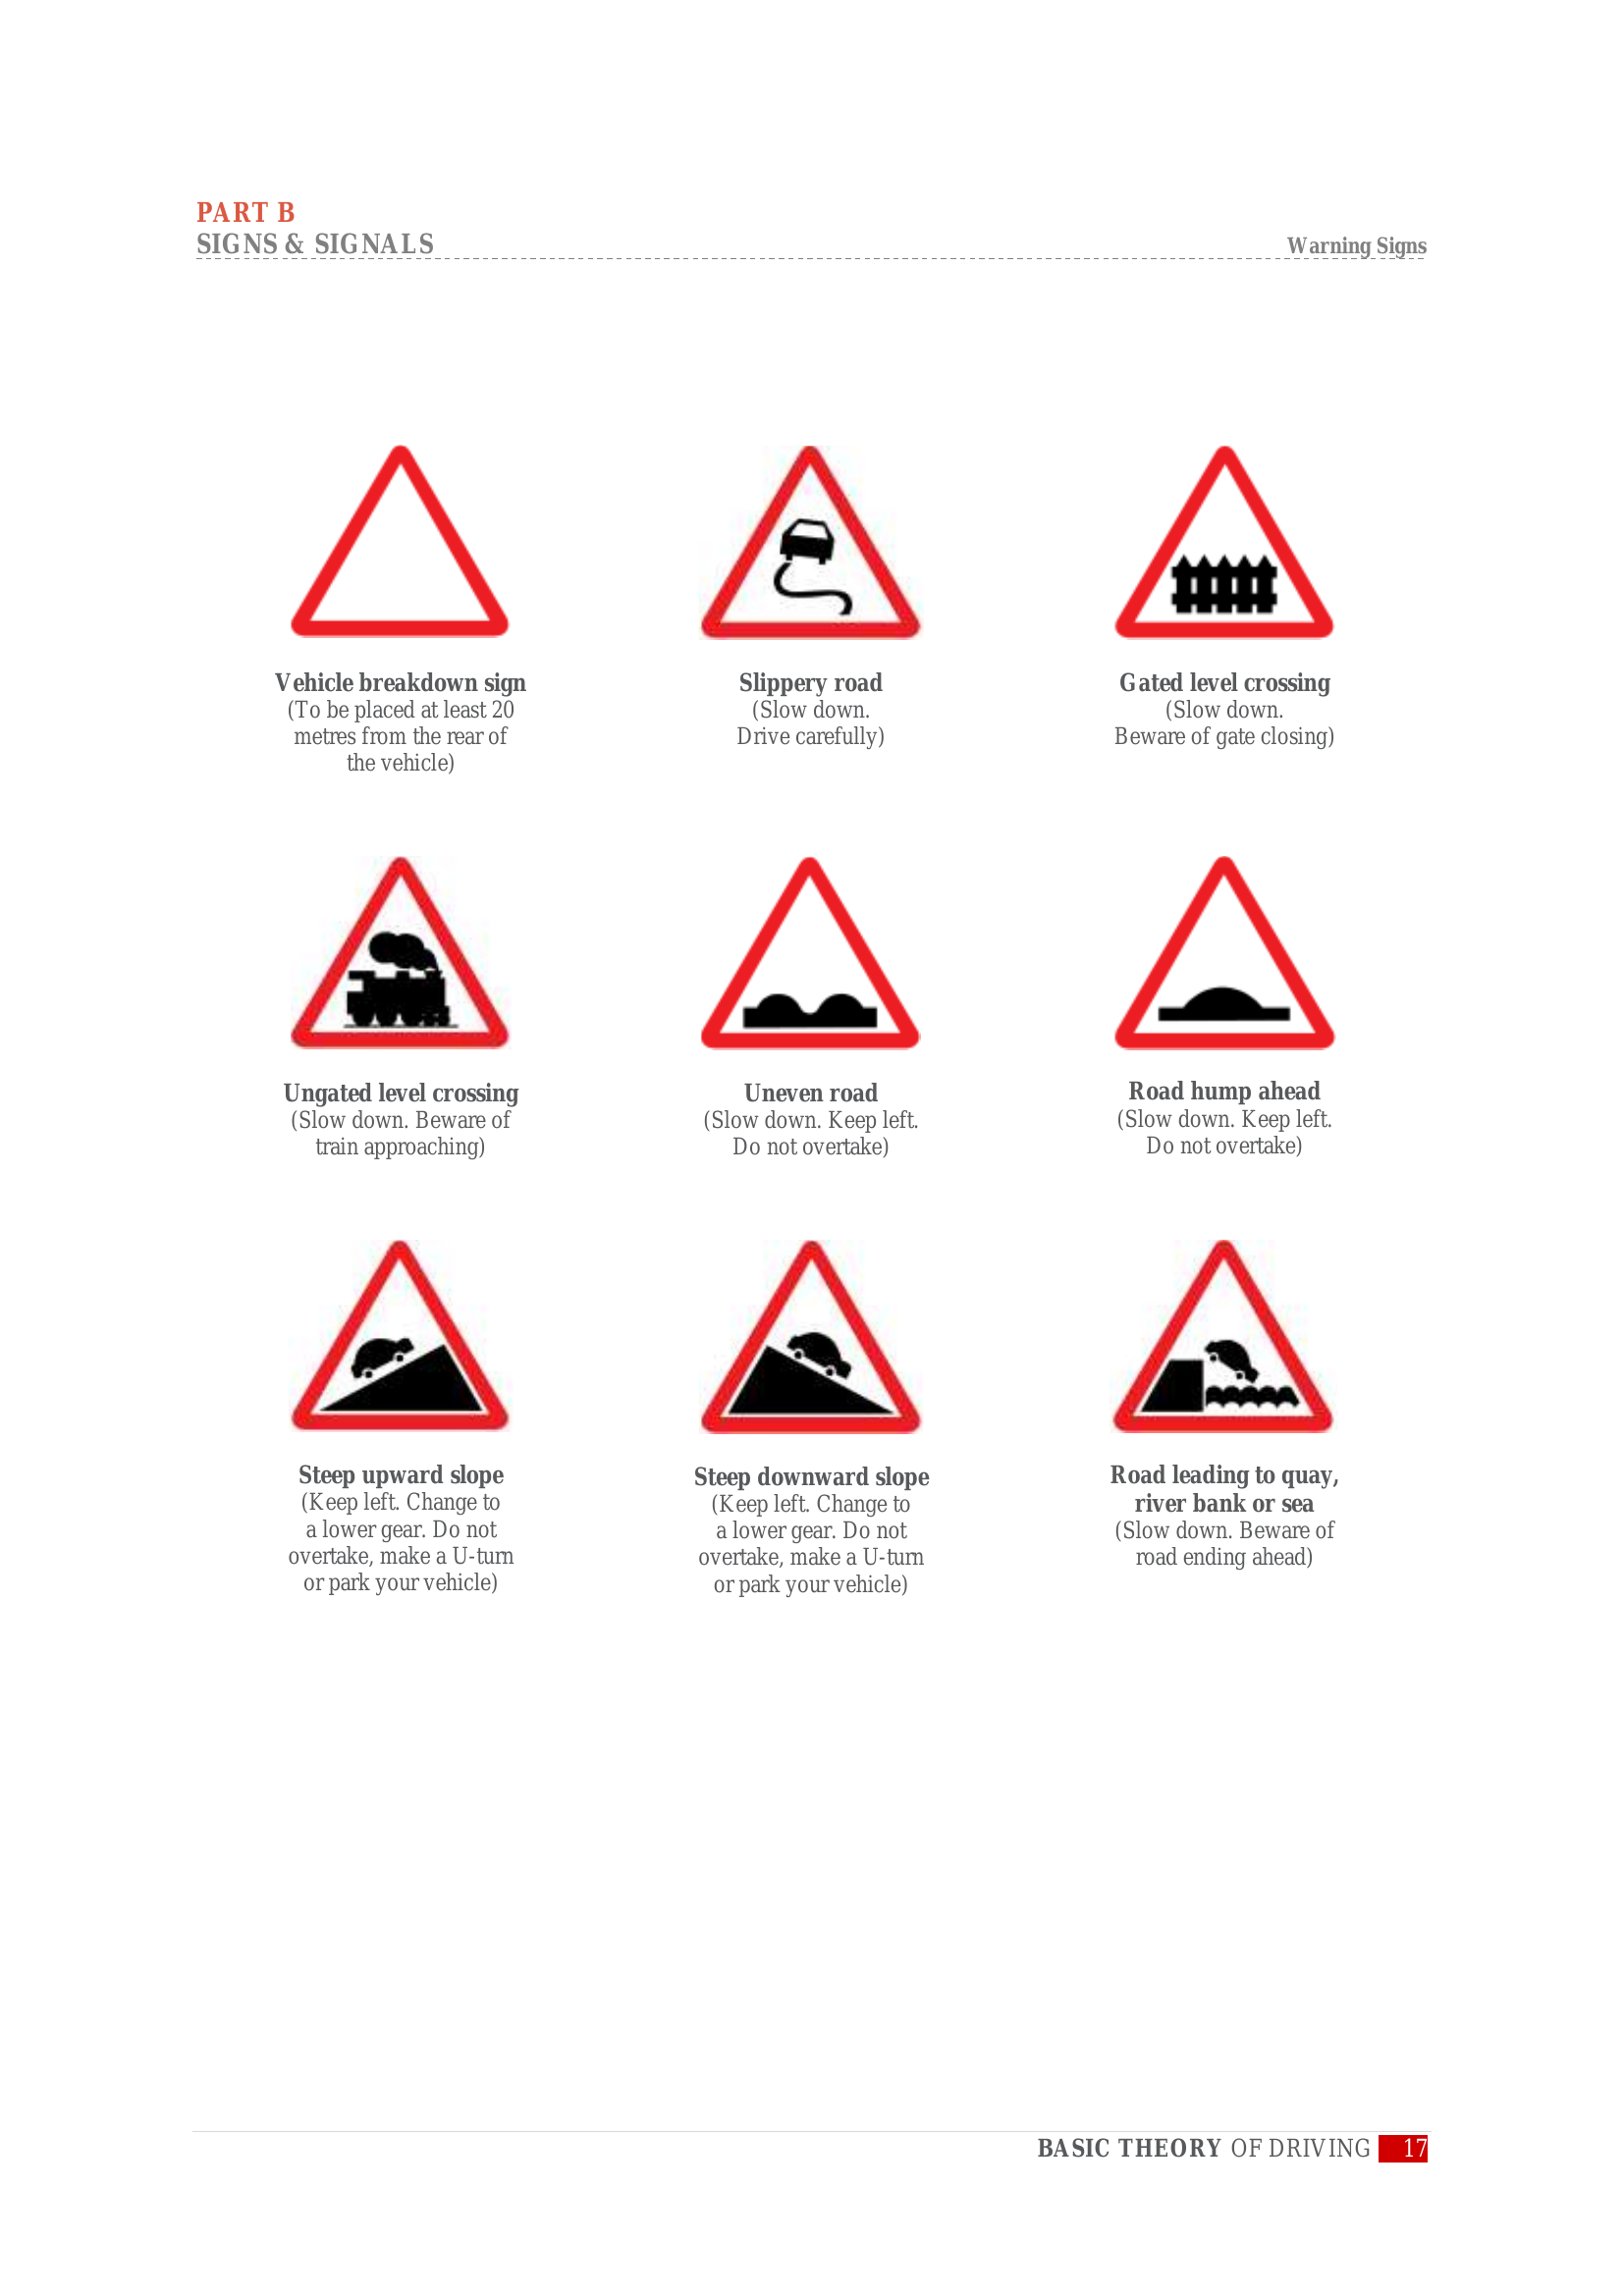 PART B
SIGNS & SIGNALS
Warning Signs
Vehicle breakdown sign
(To be placed at least 20
metres from the rear of
the vehicle)
Slippery road
(Slow down.
Drive carefully)
Gated level crossing
(Slow down.
Beware of gate closing)
Ungated level crossing
(Slow down. Beware of
train approaching)
Uneven road
(Slow down. Keep left.
Do not overtake)
Road hump ahead
(Slow down. Keep left.
Do not overtake)
Steep upward slope
(Keep left. Change to
a lower gear. Do not
overtake, make a U-turn
or park your vehicle)
Steep downward slope
(Keep left. Change to
a lower gear. Do not
overtake, make a U-turn
or park your vehicle)
Road leading to quay,
river bank or sea
(Slow down. Beware of
road ending ahead)
BASIC THEORY OF DRIVING 17